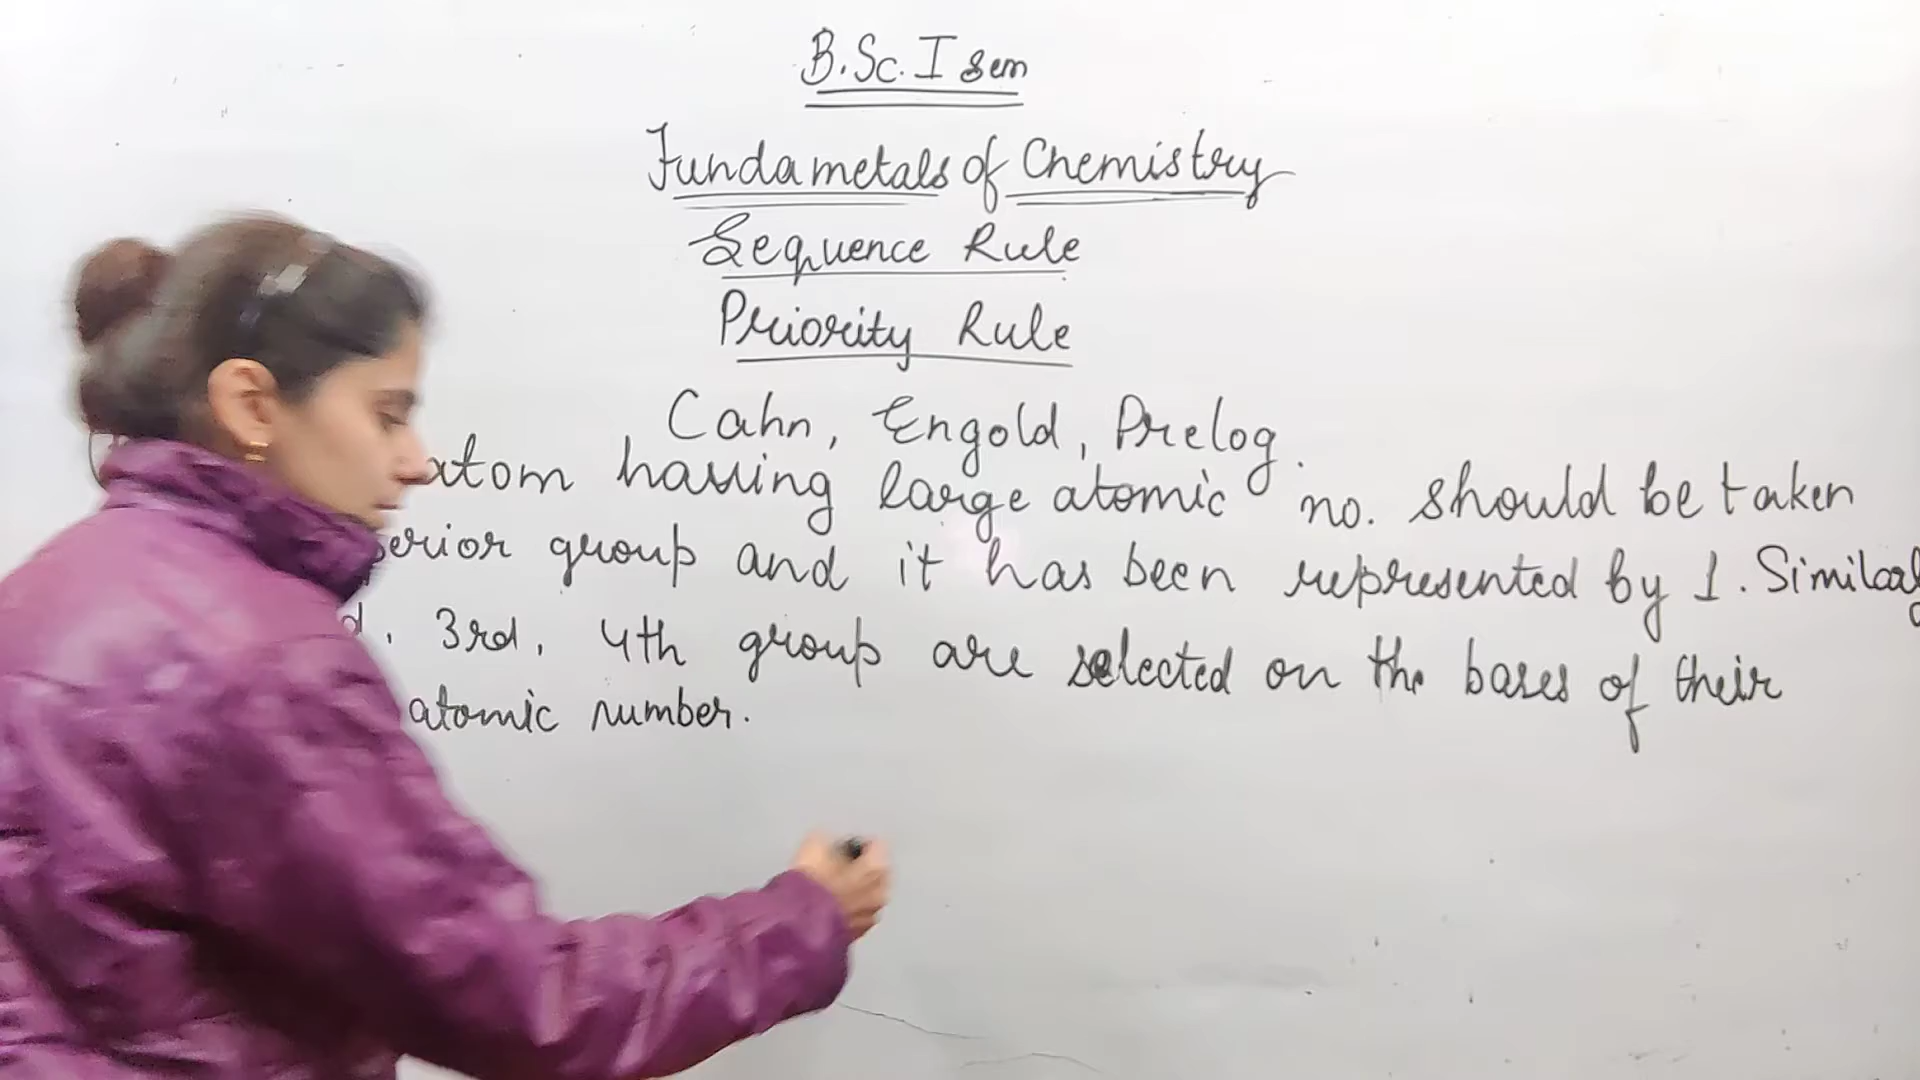 B.Sc. I Sem
Fundametals of Chemistry
Sequence Rule
Priority Rule
Cahn, Engold, Prelog.
atom having large atomic no. should be taken
group and it has been represented by 1.
3rd, 4th group are selected on the bases of their
atomic number.